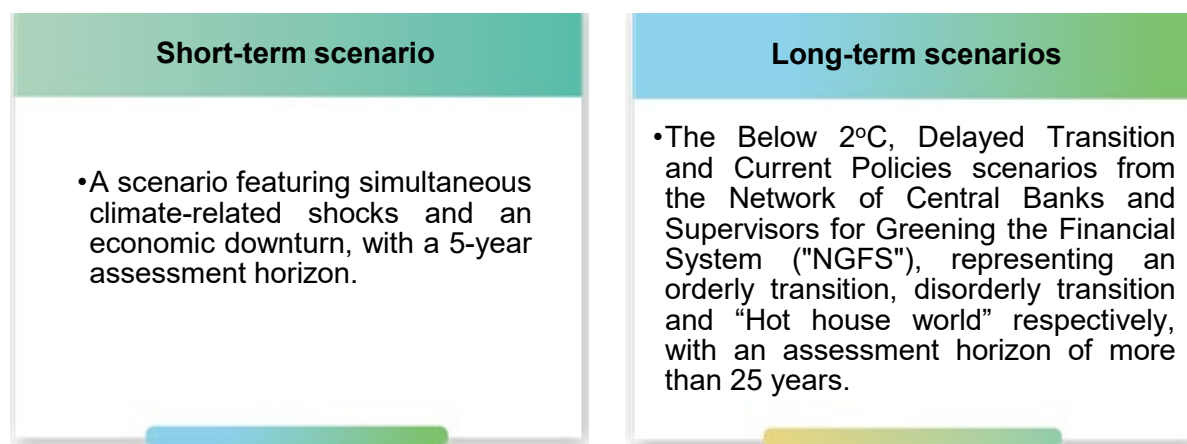 Short-term scenario
•A scenario featuring simultaneous
climate-related shocks and an
economic downturn, with a 5-year
assessment horizon.
Long-term scenarios
•The Below 2ºC, Delayed Transition
and Current Policies scenarios from
the Network of Central Banks and
Supervisors for Greening the Financial
System ("NGFS"), representing an
orderly transition, disorderly transition
and “Hot house world” respectively,
with an assessment horizon of more
than 25 years.